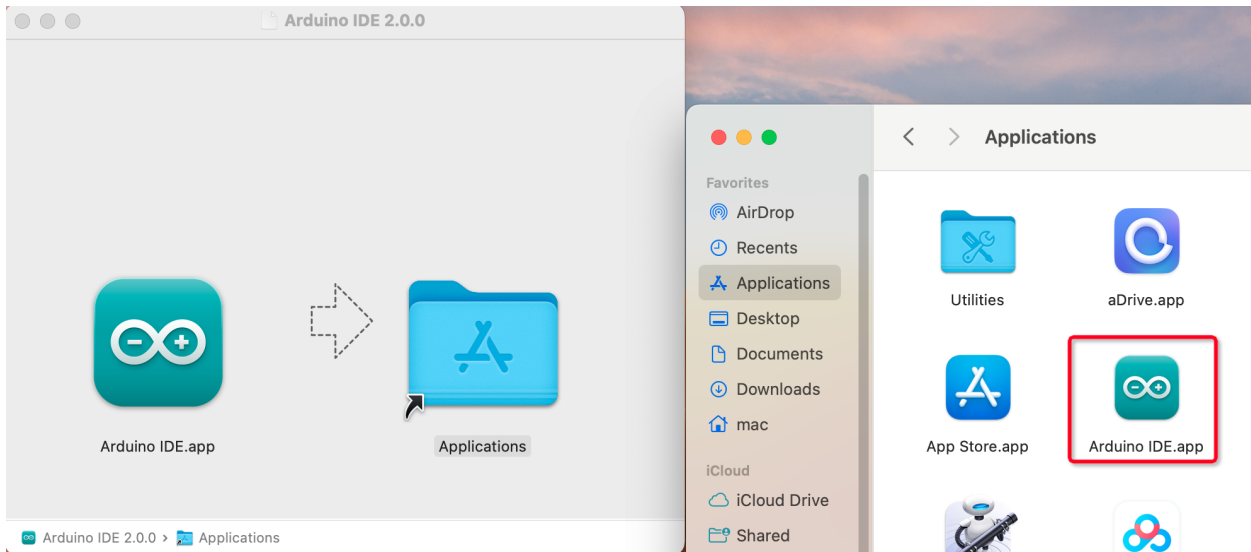 Arduino IDE 2.0.0
Arduino IDE.app
Applications
Arduino IDE 2.0.0 › Applications
Applications
Favorites
AirDrop
Recents
Applications
Desktop
Documents
Downloads
mac
iCloud
iCloud Drive
Shared
Utilities
aDrive.app
App Store.app
Arduino IDE.app